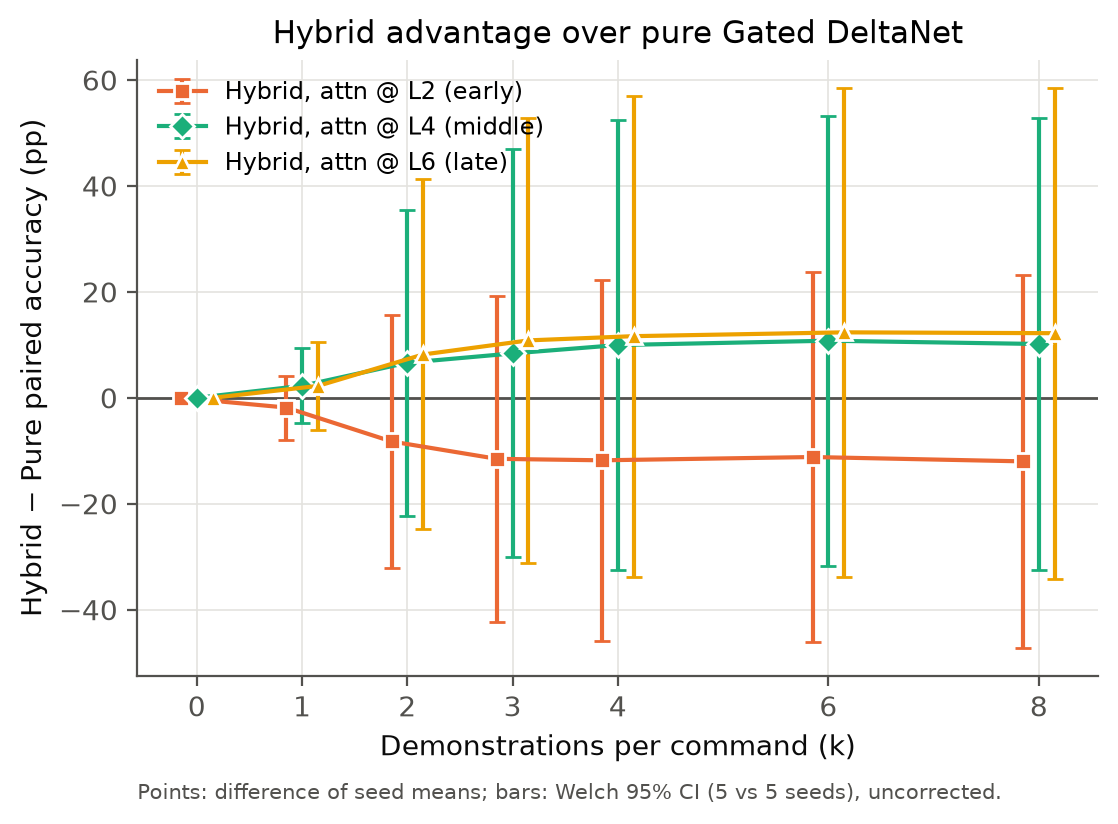 Hybrid advantage over pure Gated DeltaNet
Hybrid, attn @ L2 (early)
Hybrid, attn @ L4 (middle)
Hybrid, attn @ L6 (late)
Hybrid − Pure paired accuracy (pp)
60
40
20
0
−20
−40
0 1 2 3 4 6 8
Demonstrations per command (k)
Points: difference of seed means; bars: Welch 95% CI (5 vs 5 seeds), uncorrected.